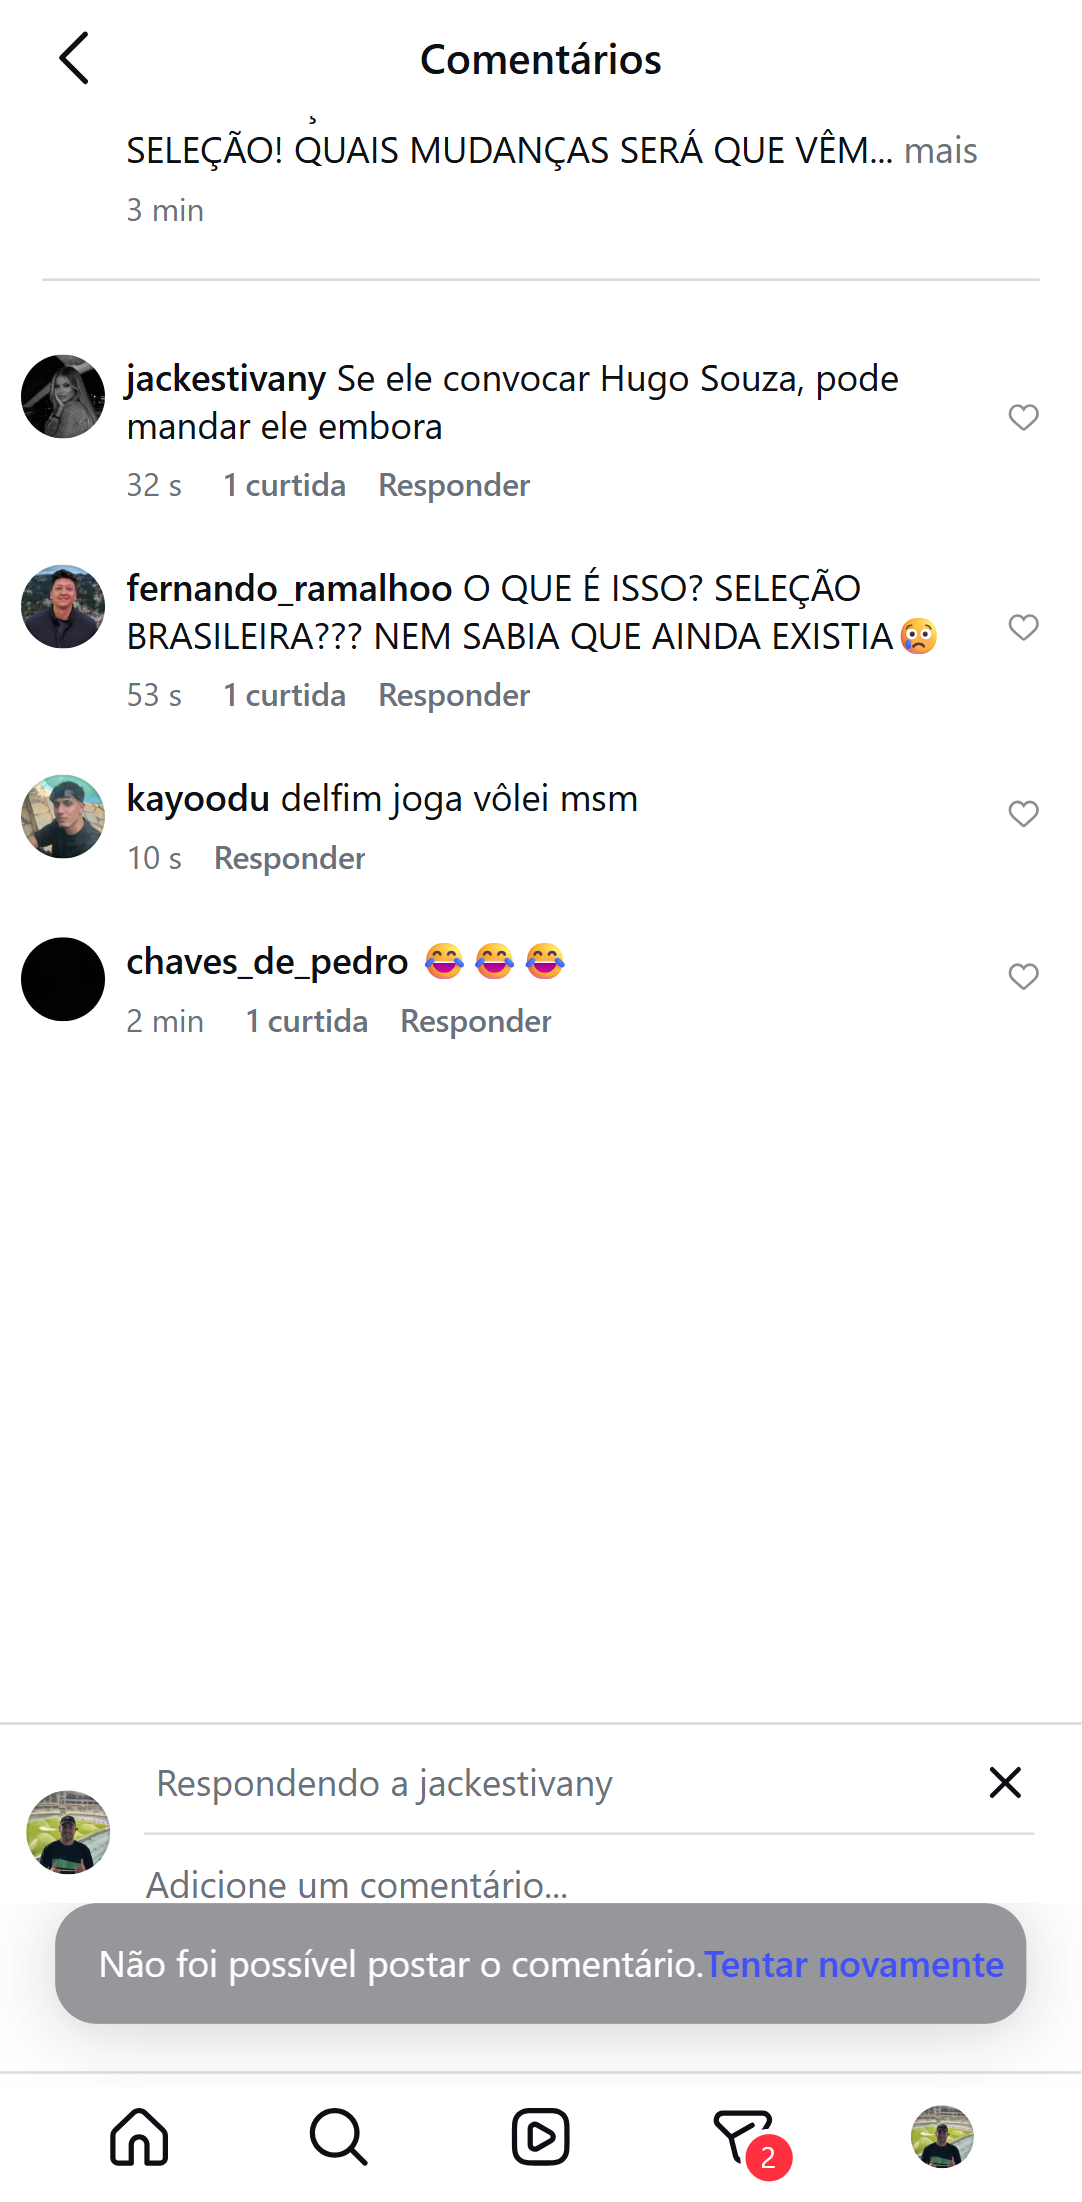 Comentários
SELEÇÃO! QUAIS MUDANÇAS SERÁ QUE VÊM... mais
3 min
jackestivany Se ele convocar Hugo Souza, pode
mandar ele embora
32 s 1 curtida Responder
fernando_ramalhoo O QUE É ISSO? SELEÇÃO
BRASILEIRA??? NEM SABIA QUE AINDA EXISTIA😢
53 s 1 curtida Responder
kayoodu delfim joga vôlei msm
10 s Responder
chaves_de_pedro 😂😂😂
2 min 1 curtida Responder
Respondendo a jackestivany
Adicione um comentário...
Não foi possível postar o comentário.Tentar novamente
2